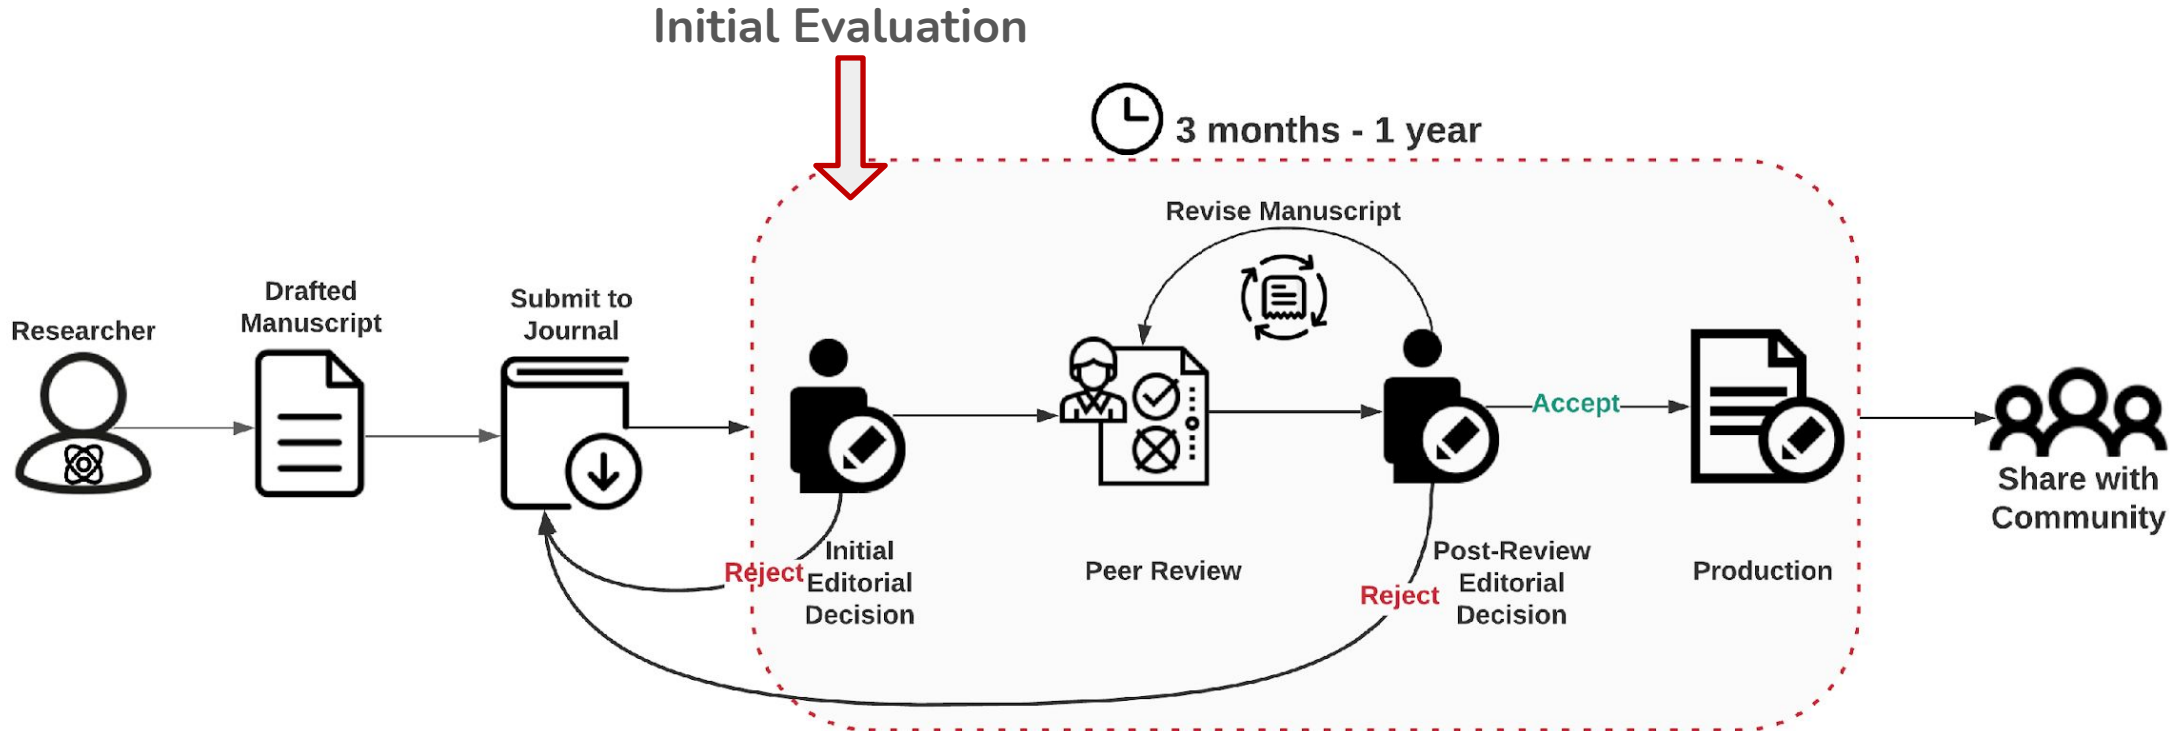 Initial Evaluation
3 months - 1 year
Revise Manuscript
Researcher
Drafted
Manuscript
Submit to
Journal
Accept
Reject
Initial
Editorial
Decision
Peer Review
Reject
Post-Review
Editorial
Decision
Production
Share with
Community